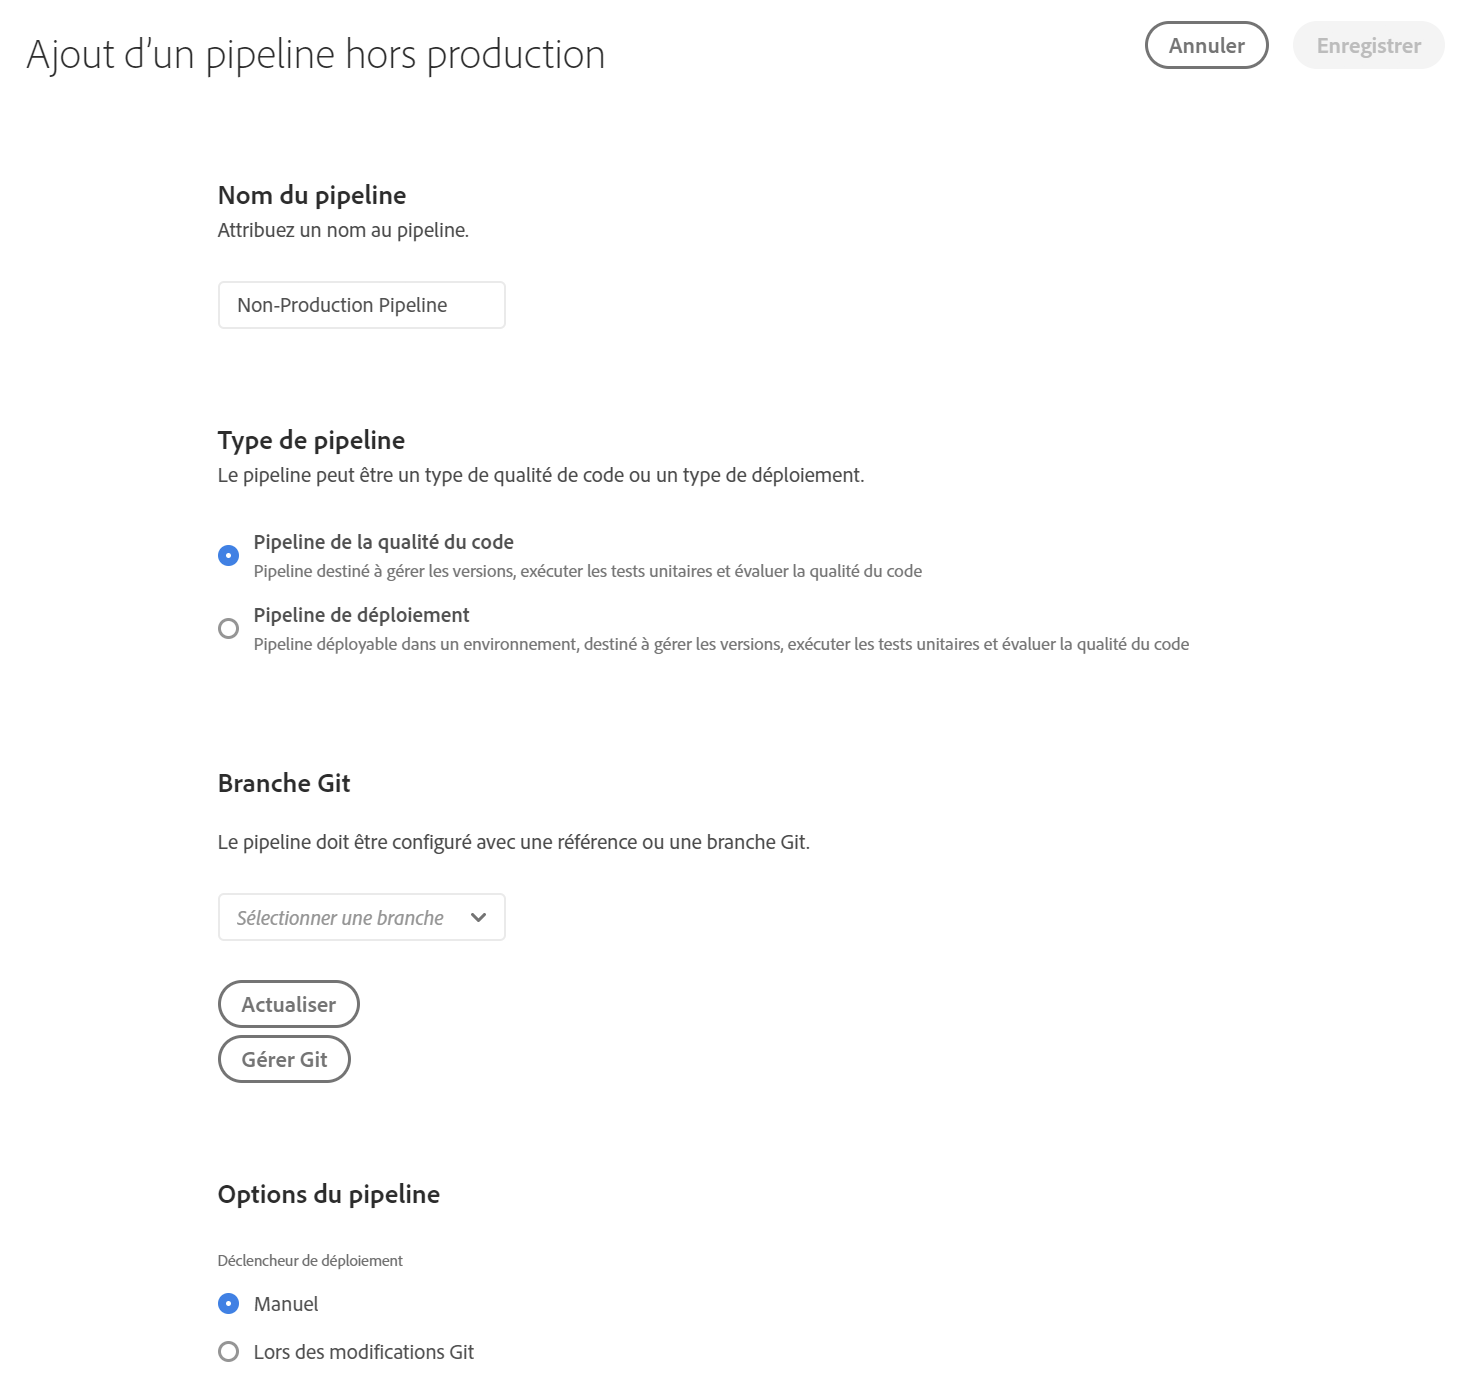 Ajout d’un pipeline hors production
Annuler
Enregistrer
Nom du pipeline
Attribuez un nom au pipeline.
Non-Production Pipeline
Type de pipeline
Le pipeline peut être un type de qualité de code ou un type de déploiement.
Pipeline de la qualité du code
Pipeline destiné à gérer les versions, exécuter les tests unitaires et évaluer la qualité du code
Pipeline de déploiement
Pipeline déployable dans un environnement, destiné à gérer les versions, exécuter les tests unitaires et évaluer la qualité du code
Branche Git
Le pipeline doit être configuré avec une référence ou une branche Git.
Sélectionner une branche
Actualiser
Gérer Git
Options du pipeline
Déclencheur de déploiement
Manuel
Lors des modifications Git